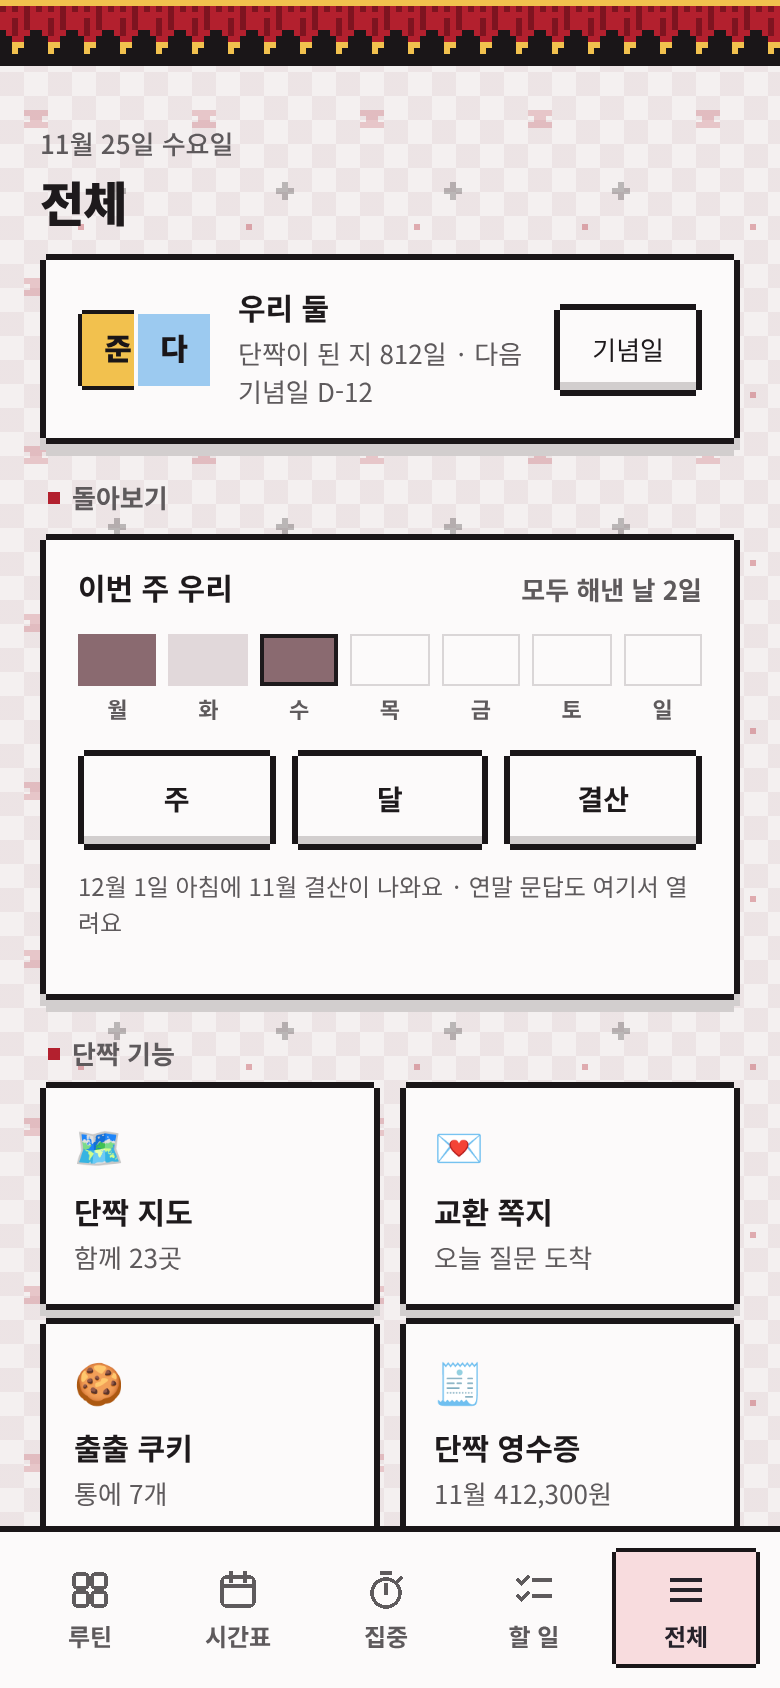 11월 25일 수요일
전체
준 다
우리 둘
단짝이 된 지 812일 · 다음
기념일 D-12
기념일
돌아보기
이번 주 우리
모두 해낸 날 2일
월 화 수 목 금 토 일
주 달 결산
12월 1일 아침에 11월 결산이 나와요 · 연말 문답도 여기서 열
려요
단짝 기능
단짝 지도
함께 23곳
교환 쪽지
오늘 질문 도착
출출 쿠키
통에 7개
단짝 영수증
11월 412,300원
루틴 시간표 집중 할 일 전체